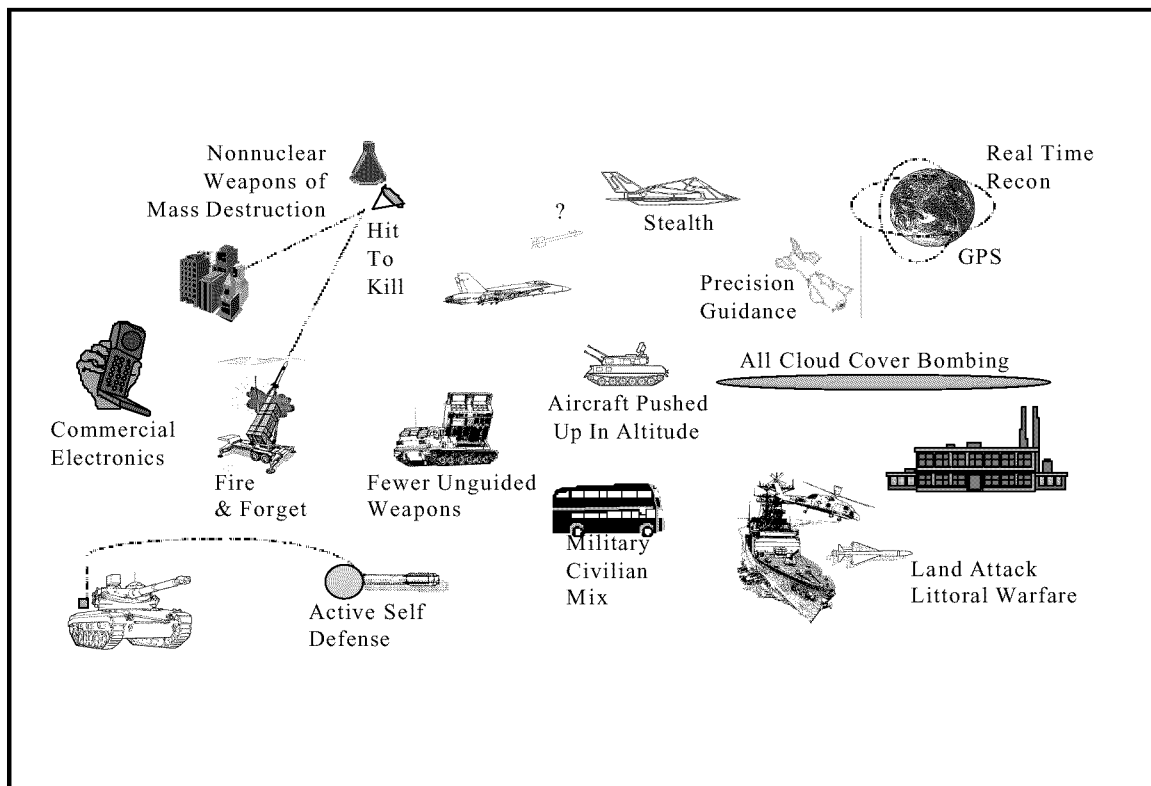 Nonnuclear
Weapons of
Mass Destruction
Hit
To
Kill
?
Stealth
Real Time
Recon
GPS
Precision
Guidance
All Cloud Cover Bombing
Commercial
Electronics
Fire
& Forget
Fewer Unguided
Weapons
Aircraft Pushed
Up In Altitude
Military
Civilian
Mix
Land Attack
Littoral Warfare
Active Self
Defense